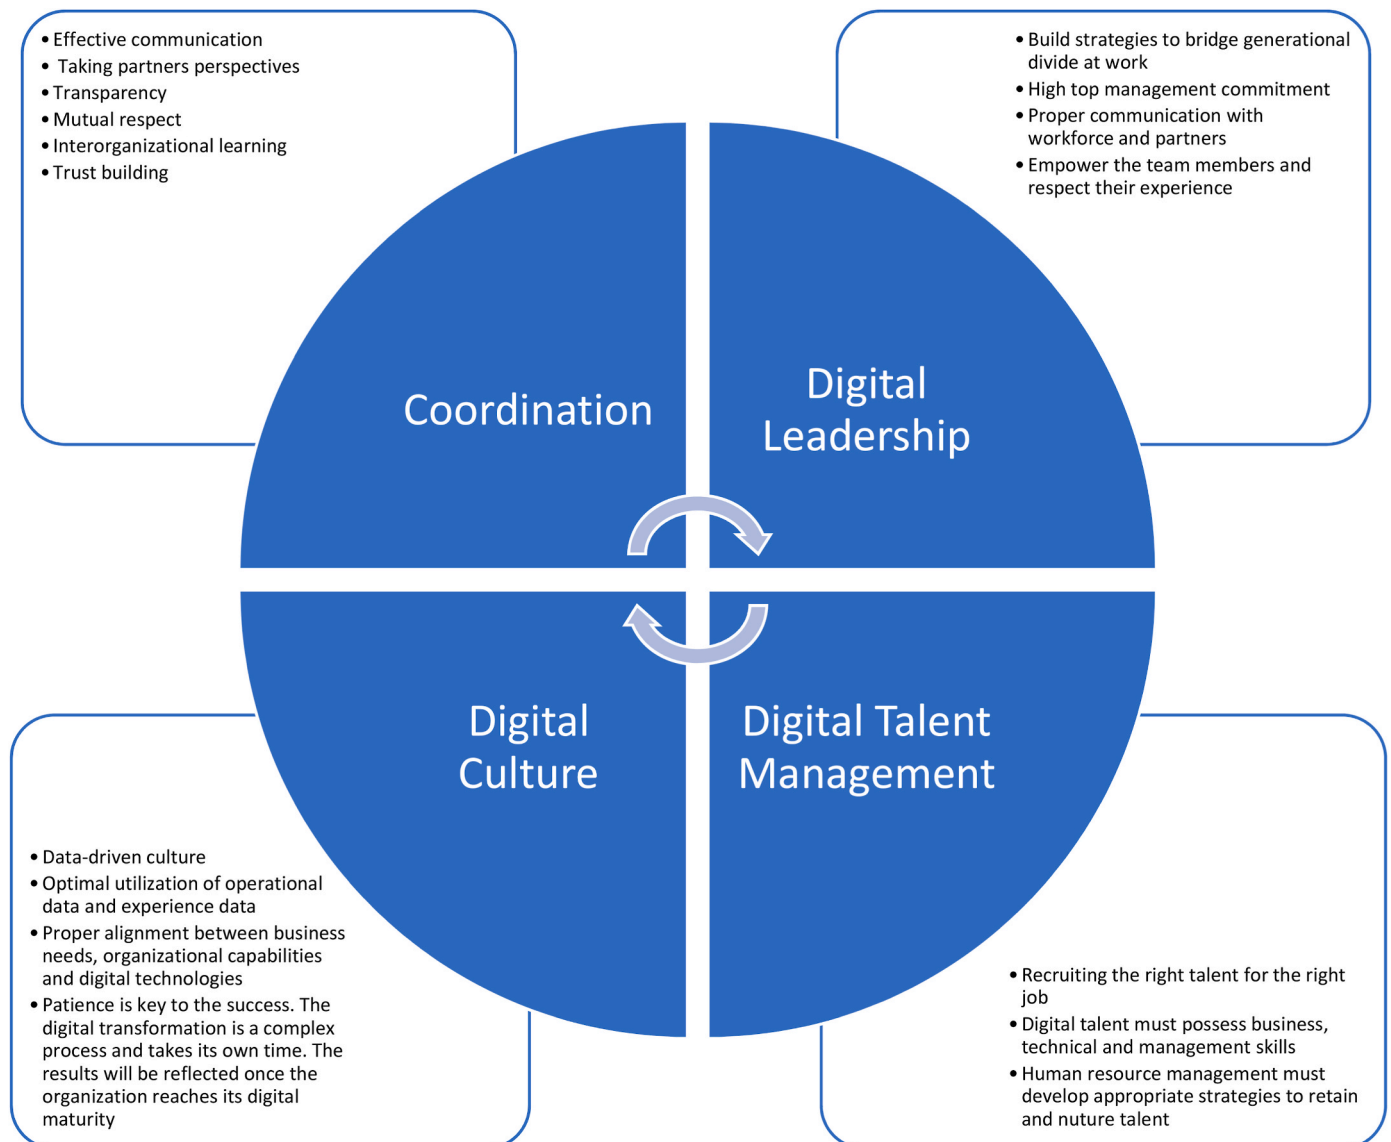 • Effective communication
• Taking partners perspectives
• Transparency
• Mutual respect
• Interorganizational learning
• Trust building
• Build strategies to bridge generational
divide at work
• High top management commitment
• Proper communication with
workforce and partners
• Empower the team members and
respect their experience
Coordination
Digital
Leadership
Digital
Culture
Digital Talent
Management
• Data-driven culture
• Optimal utilization of operational
data and experience data
• Proper alignment between business
needs, organizational capabilities
and digital technologies
• Patience is key to the success. The
digital transformation is a complex
process and takes its own time. The
results will be reflected once the
organization reaches its digital
maturity
• Recruiting the right talent for the right
job
• Digital talent must possess business,
technical and management skills
• Human resource management must
develop appropriate strategies to retain
and nuture talent